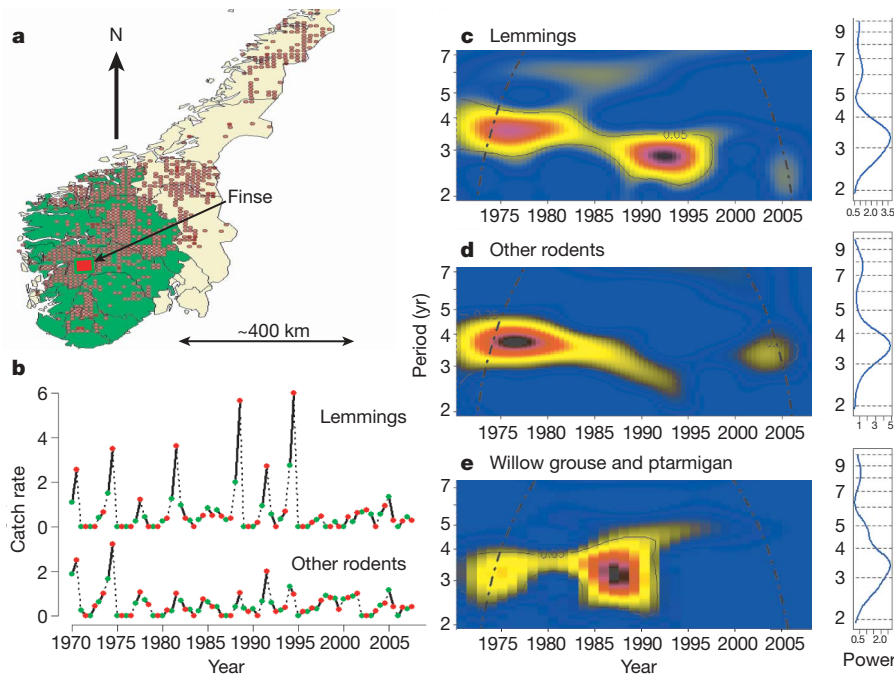 a
N
Finse
~400 km
b
6
4
2
0
2
0
Lemmings
Other rodents
Catch rate
1970 1975 1980 1985 1990 1995 2000 2005
Year
c Lemmings
7
5
4
3
2
0.05
1975 1980 1985 1990 1995 2000 2005
9
7
5
4
3
2
0.5 2.0 3.5
d Other rodents
Period (yr)
7
5
4
3
2
1975 1980 1985 1990 1995 2000 2005
9
7
5
4
3
2
1 3 5
e Willow grouse and ptarmigan
7
5
4
3
2
0.05
1975 1980 1985 1990 1995 2000 2005
Year
9
7
5
4
3
2
0.5 2.0
Power